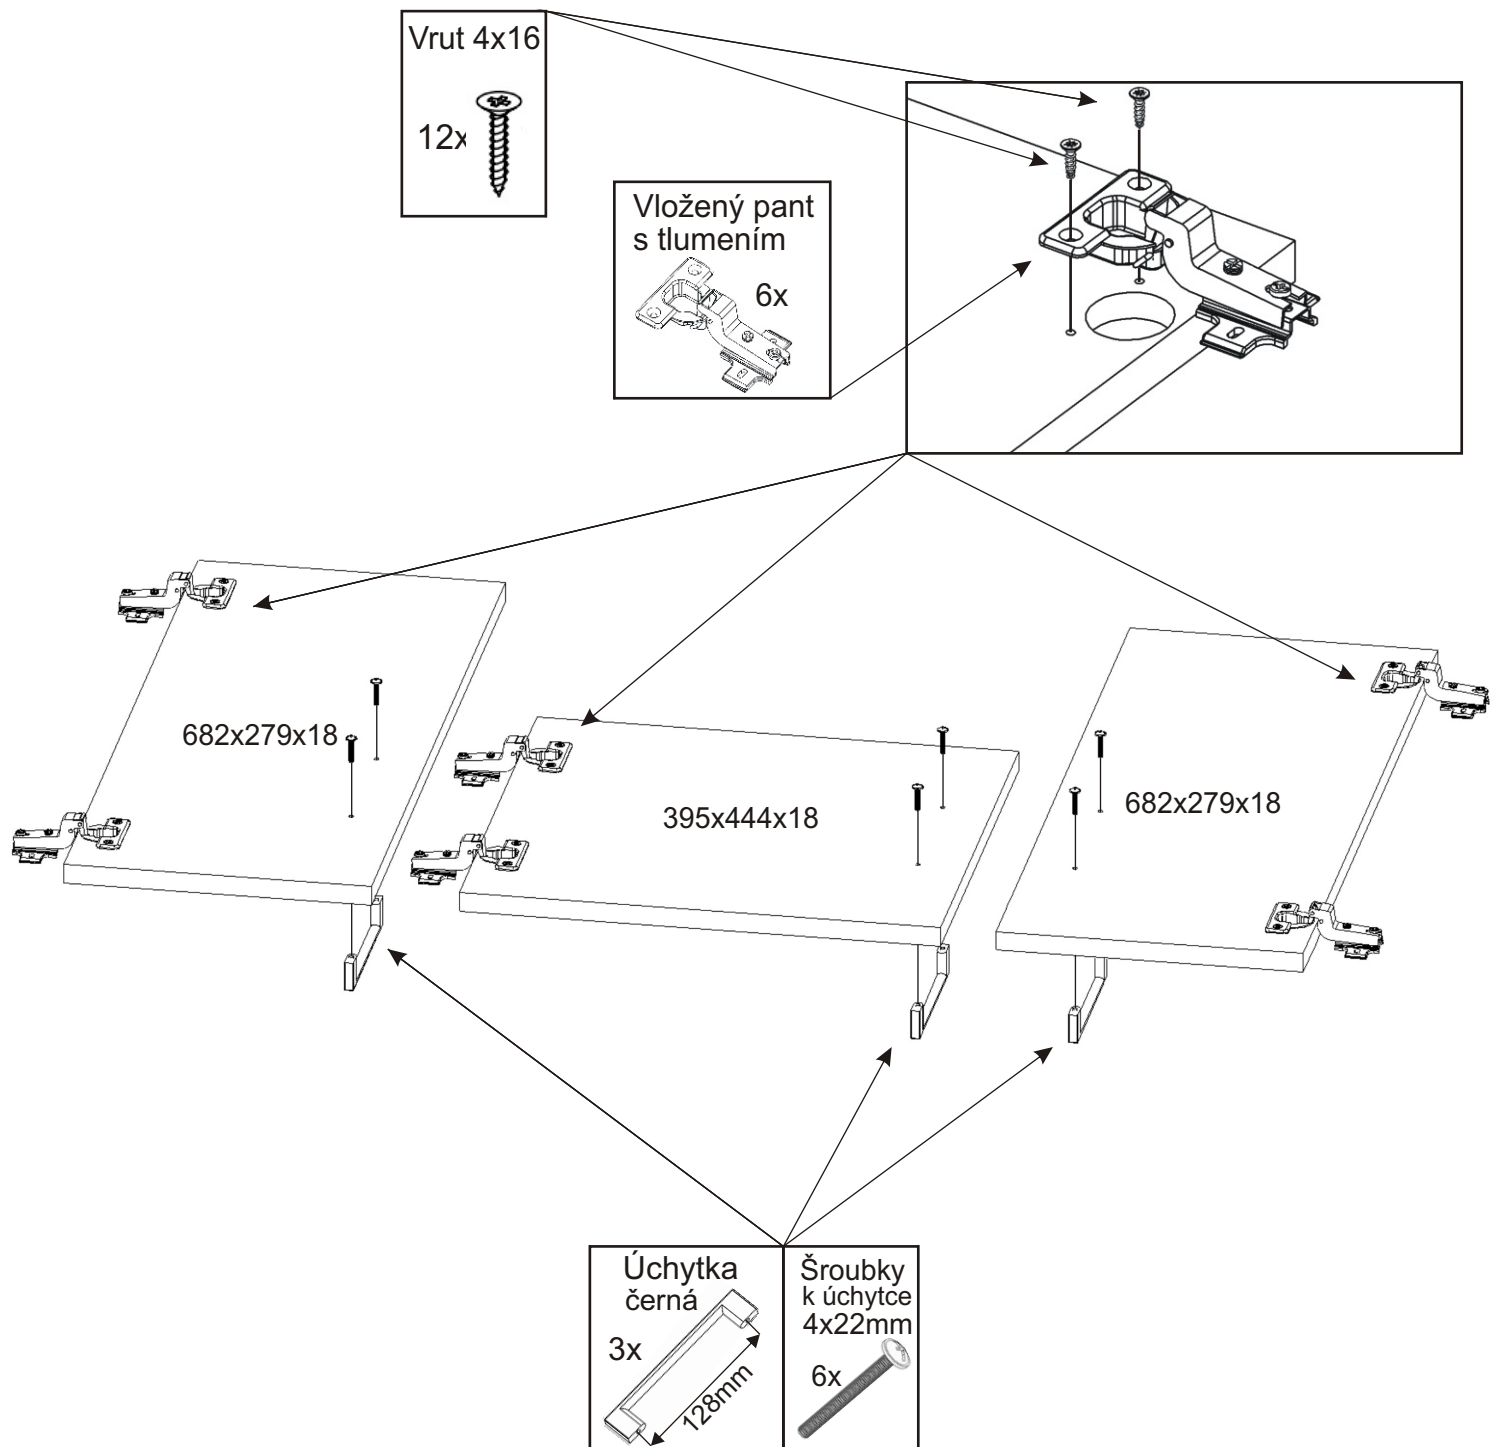 Vrut 4x16
12x
Vložený pant
s tlumením
6x
682x279x18
395x444x18
682x279x18
Úchytka
černá
3x
128mm
Šroubky
k úchytce
4x22mm
6x